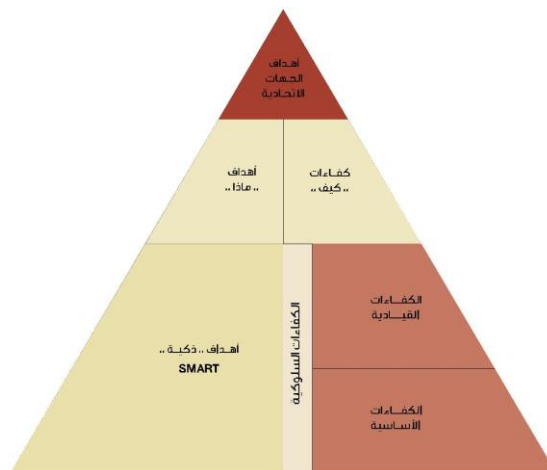 أهداف
الجهات
الاتحادية
كفاءات
.. كيف ..
أهداف
.. ماذا ..
الكفاءات
القيادية
الكفاءات السلوكية
أهداف .. ذكية ..
SMART
الكفاءات
الأساسية